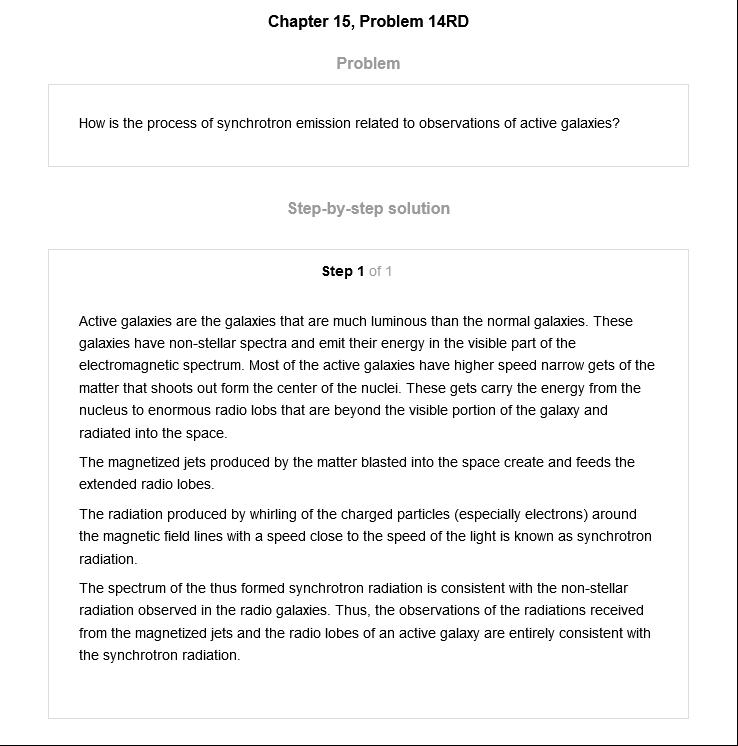 Chapter 15, Problem 14RD
Problem
How is the process of synchrotron emission related to observations of active galaxies?
Step-by-step solution
Step 1 of 1
Active galaxies are the galaxies that are much luminous than the normal galaxies. These
galaxies have non-stellar spectra and emit their energy in the visible part of the
electromagnetic spectrum. Most of the active galaxies have higher speed narrow gets of the
matter that shoots out form the center of the nuclei. These gets carry the energy from the
nucleus to enormous radio lobs that are beyond the visible portion of the galaxy and
radiated into the space.
The magnetized jets produced by the matter blasted into the space create and feeds the
extended radio lobes.
The radiation produced by whirling of the charged particles (especially electrons) around
the magnetic field lines with a speed close to the speed of the light is known as synchrotron
radiation.
The spectrum of the thus formed synchrotron radiation is consistent with the non-stellar
radiation observed in the radio galaxies. Thus, the observations of the radiations received
from the magnetized jets and the radio lobes of an active galaxy are entirely consistent with
the synchrotron radiation.